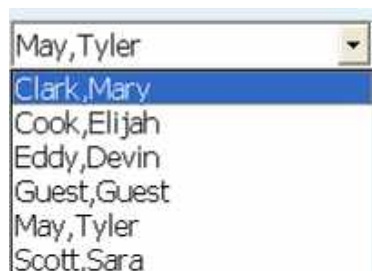 May,Tyler
Clark,Mary
Cook,Elijah
Eddy,Devin
Guest,Guest
May,Tyler
Scott,Sara